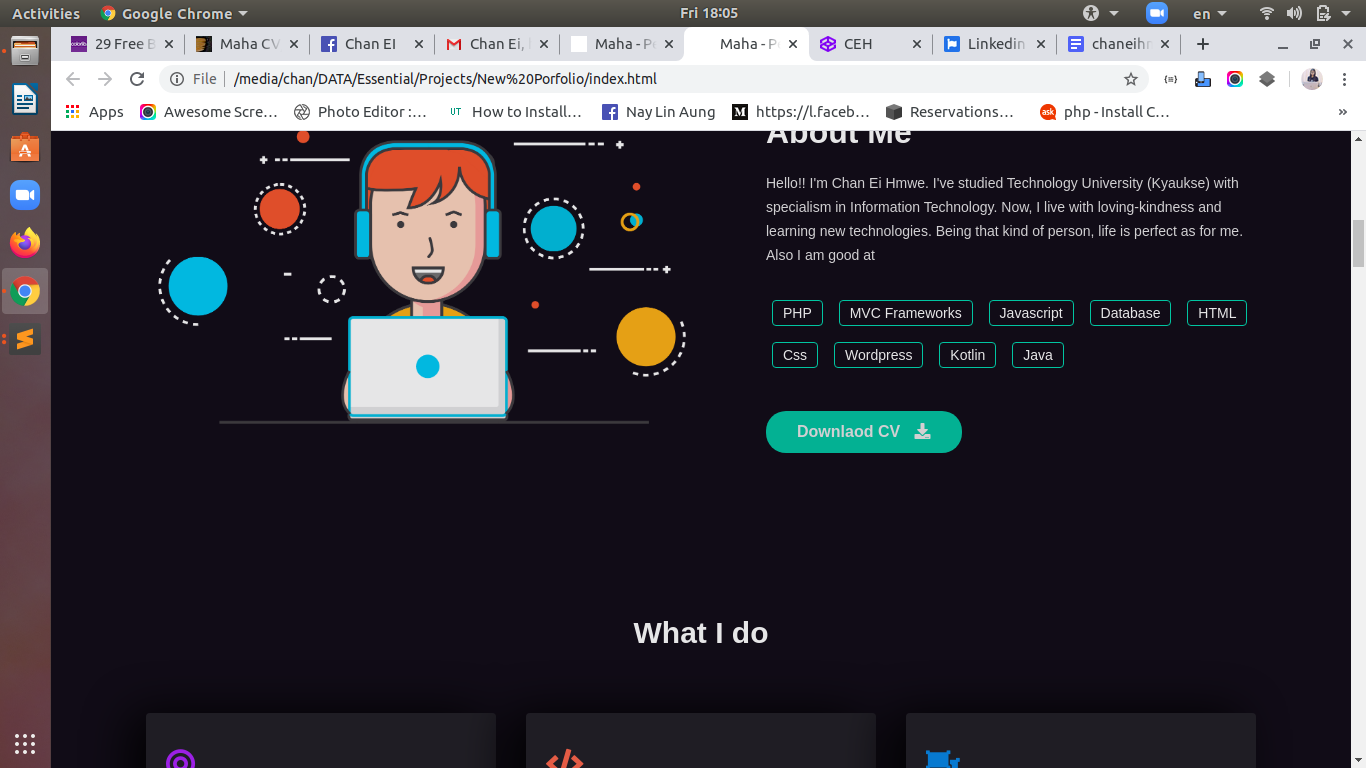 Activities Google Chrome Fri 18:05 en
29 Free B Maha CV Chan EI Chan Ei, Maha - P Maha - P CEH Linkedin chaneihm
File /media/chan/DATA/Essential/Projects/New%20Porfolio/index.html
Apps Awesome Scre… Photo Editor :… UT How to Install… Nay Lin Aung M https://l.faceb… Reservations… ask php - Install C… »
About Me
Hello!! I'm Chan Ei Hmwe. I've studied Technology University (Kyaukse) with
specialism in Information Technology. Now, I live with loving-kindness and
learning new technologies. Being that kind of person, life is perfect as for me.
Also I am good at
PHP MVC Frameworks Javascript Database HTML
Css Wordpress Kotlin Java
Downlaod CV
What I do